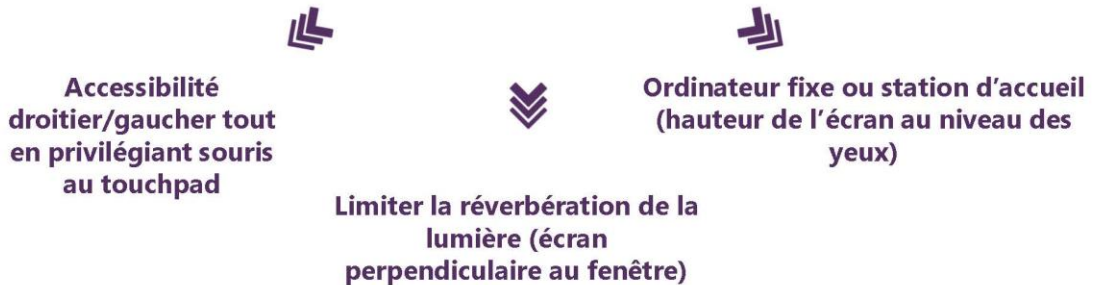 Accessibilité
droitier/gaucher tout
en privilégiant souris
au touchpad
Ordinateur fixe ou station d'accueil
(hauteur de l'écran au niveau des
yeux)
Limiter la réverbération de la
lumière (écran
perpendiculaire au fenêtre)